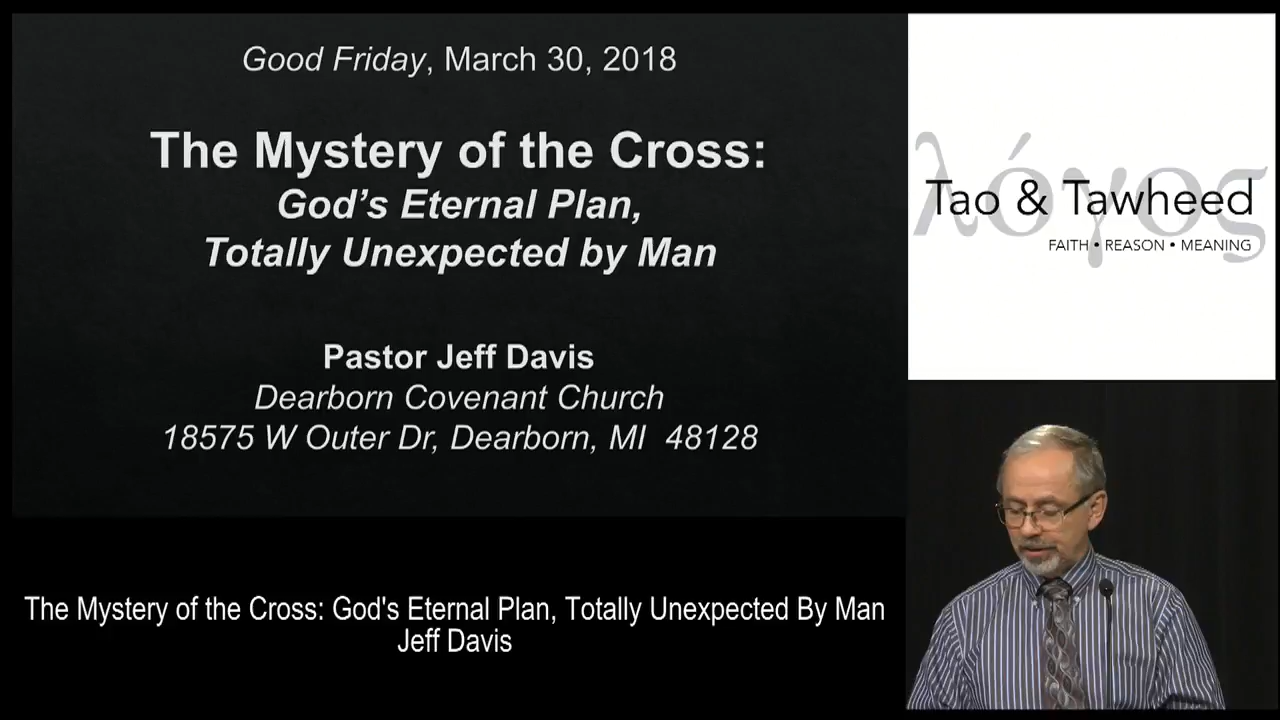 Good Friday, March 30, 2018
The Mystery of the Cross:
God’s Eternal Plan,
Totally Unexpected by Man
Pastor Jeff Davis
Dearborn Covenant Church
18575 W Outer Dr, Dearborn, MI  48128
λόγος
Tao & Tawheed
FAITH • REASON • MEANING
The Mystery of the Cross: God's Eternal Plan, Totally Unexpected By Man
Jeff Davis